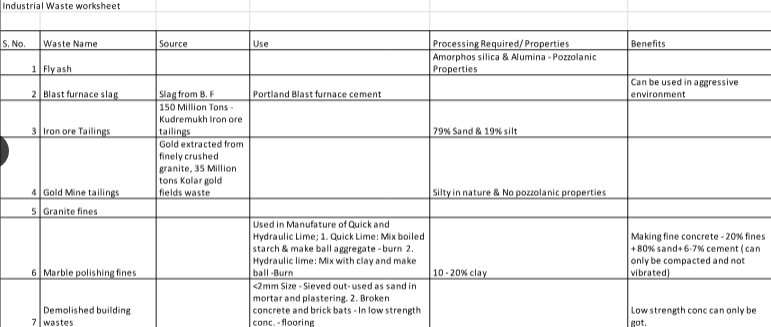 Industrial Waste worksheet
S. No. Waste Name Source Use Processing Required/ Properties Benefits
1 Fly ash
Amorphos silica & Alumina - Pozzolanic
Properties
2 Blast furnace slag
Slag from B. F
Portland Blast furnace cement
Can be used in aggressive
environment
3 Iron ore Tailings
150 Million Tons -
Kudremukh Iron ore
tailings
79% Sand & 19% silt
4 Gold Mine tailings
Gold extracted from
finely crushed
granite, 35 Million
tons Kolar gold
fields waste
Silty in nature & No pozzolanic properties
5 Granite fines
6 Marble polishing fines
Used in Manufature of Quick and
Hydraulic Lime; 1. Quick Lime: Mix boiled
starch & make ball aggregate - burn 2.
Hydraulic lime: Mix with clay and make
ball -Burn
10 - 20% clay
Making fine concrete - 20% fines
+ 80% sand+ 6-7% cement ( can
only be compacted and not
vibrated)
7 Demolished building
wastes
<2mm Size - Sieved out- used as sand in
mortar and plastering. 2. Broken
concrete and brick bats - In low strength
conc. - flooring
Low strength conc can only be
got.